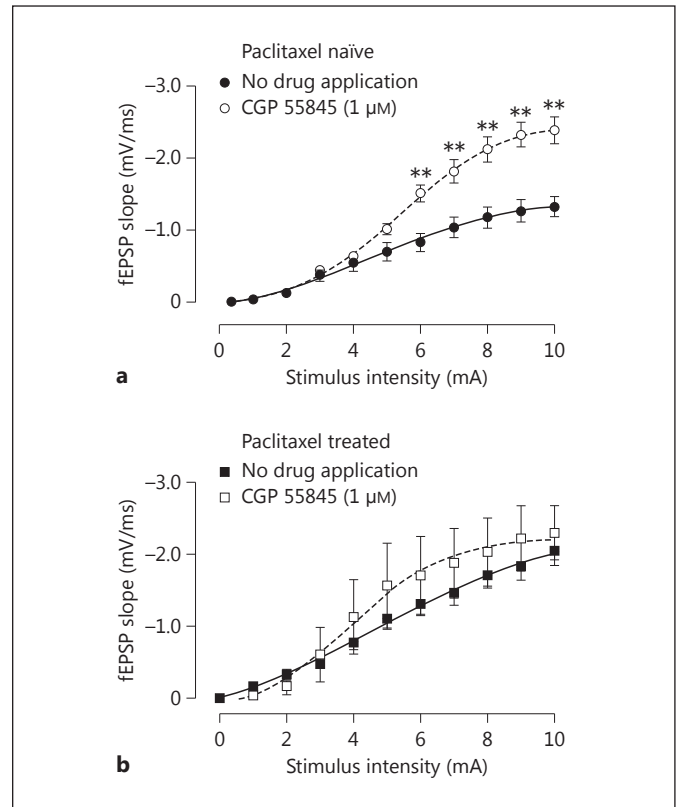 Paclitaxel naïve
No drug application
CGP 55845 (1 µM)
–3.0
–2.0
–1.0
0
fEPSP slope (mV/ms)
** ** ** ** **
0 2 4 6 8 10
Stimulus intensity (mA)
a
Paclitaxel treated
No drug application
CGP 55845 (1 µM)
–3.0
–2.0
–1.0
0
fEPSP slope (mV/ms)
0 2 4 6 8 10
Stimulus intensity (mA)
b